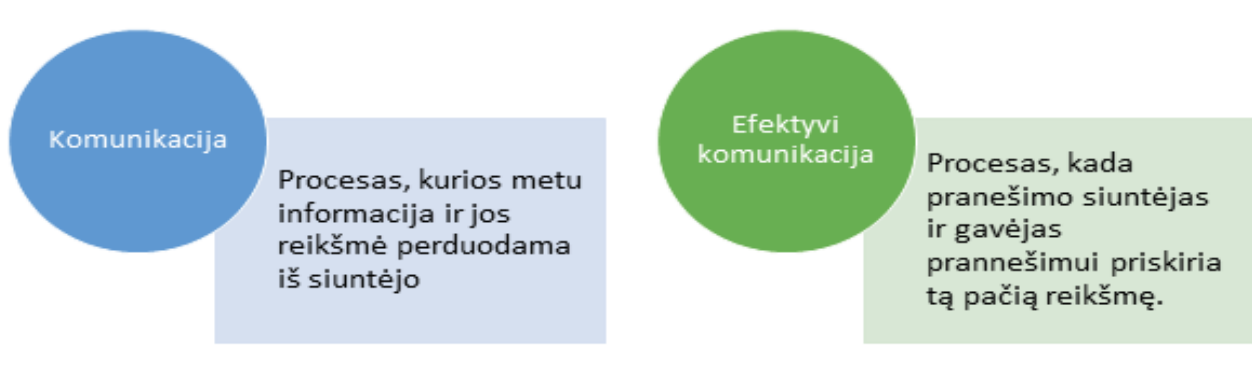 Komunikacija
Procesas, kurios metu
informacija ir jos
reikšmė perduodama
iš siuntėjo
Efektyvi
komunikacija
Procesas, kada
pranešimo siuntėjas
ir gavėjas
prannešimui priskiria
tą pačią reikšmę.